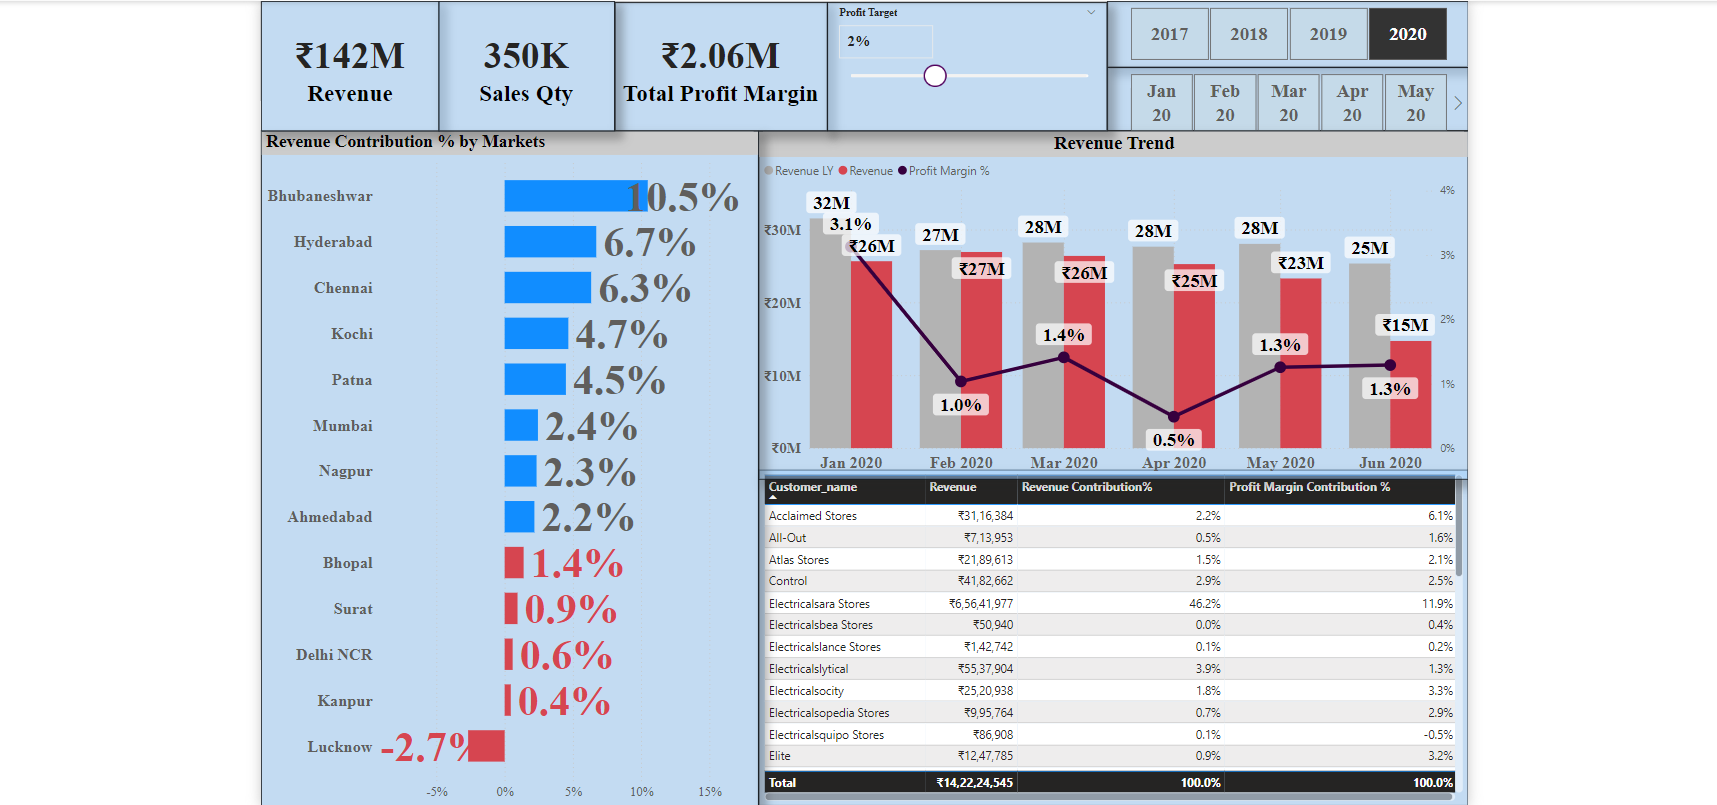 ₹142M
Revenue
350K
Sales Qty
₹2.06M
Total Profit Margin
Profit Target
2%
2017 2018 2019 2020
Jan 20 Feb 20 Mar 20 Apr 20 May 20
Revenue Contribution % by Markets
Bhubaneshwar 10.5%
Hyderabad 6.7%
Chennai 6.3%
Kochi 4.7%
Patna 4.5%
Mumbai 2.4%
Nagpur 2.3%
Ahmedabad 2.2%
Bhopal 1.4%
Surat 0.9%
Delhi NCR 0.6%
Kanpur 0.4%
Lucknow -2.7%
-5% 0% 5% 10% 15%
Revenue Trend
Revenue LY Revenue Profit Margin %
₹30M
₹20M
₹10M
₹0M
4%
3%
2%
1%
0%
32M 27M 28M 28M 28M 25M
₹26M ₹27M ₹26M ₹25M ₹23M ₹15M
3.1% 1.0% 1.4% 0.5% 1.3% 1.3%
Jan 2020 Feb 2020 Mar 2020 Apr 2020 May 2020 Jun 2020
Customer_name Revenue Revenue Contribution% Profit Margin Contribution %
Acclaimed Stores ₹31,16,384 2.2% 6.1%
All-Out ₹7,13,953 0.5% 1.6%
Atlas Stores ₹21,89,613 1.5% 2.1%
Control ₹41,82,662 2.9% 2.5%
Electricalsara Stores ₹6,56,41,977 46.2% 11.9%
Electricalsbea Stores ₹50,940 0.0% 0.4%
Electricalslance Stores ₹1,42,742 0.1% 0.2%
Electricalslytical ₹55,37,904 3.9% 1.3%
Electricalsocity ₹25,20,938 1.8% 3.3%
Electricalsopedia Stores ₹9,95,764 0.7% 2.9%
Electricalsquipo Stores ₹86,908 0.1% -0.5%
Elite ₹12,47,785 0.9% 3.2%
Total ₹14,22,24,545 100.0% 100.0%